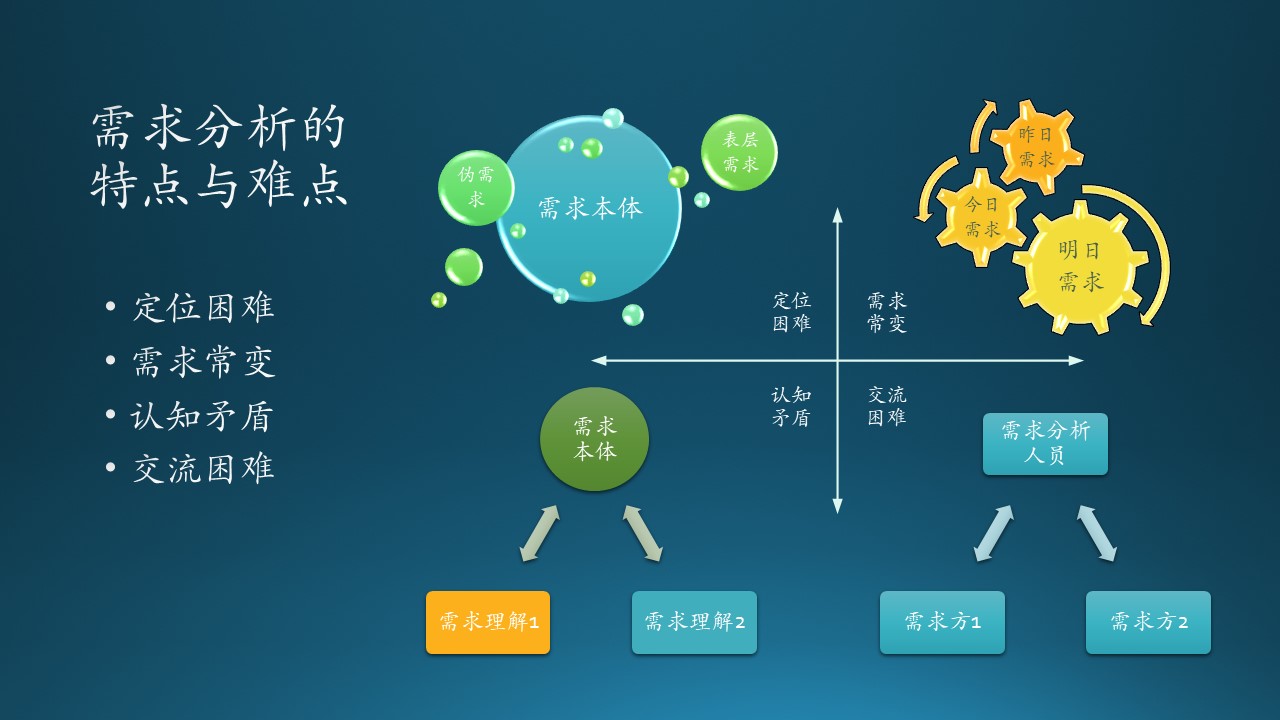 需求分析的
特点与难点
• 定位困难
• 需求常变
• 认知矛盾
• 交流困难
伪需
求
需求本体
表层
需求
昨日
需求
今日
需求
明日
需求
定位
困难
需求
常变
认知
矛盾
交流
困难
需求
本体
需求理解1
需求理解2
需求分析
人员
需求方1
需求方2